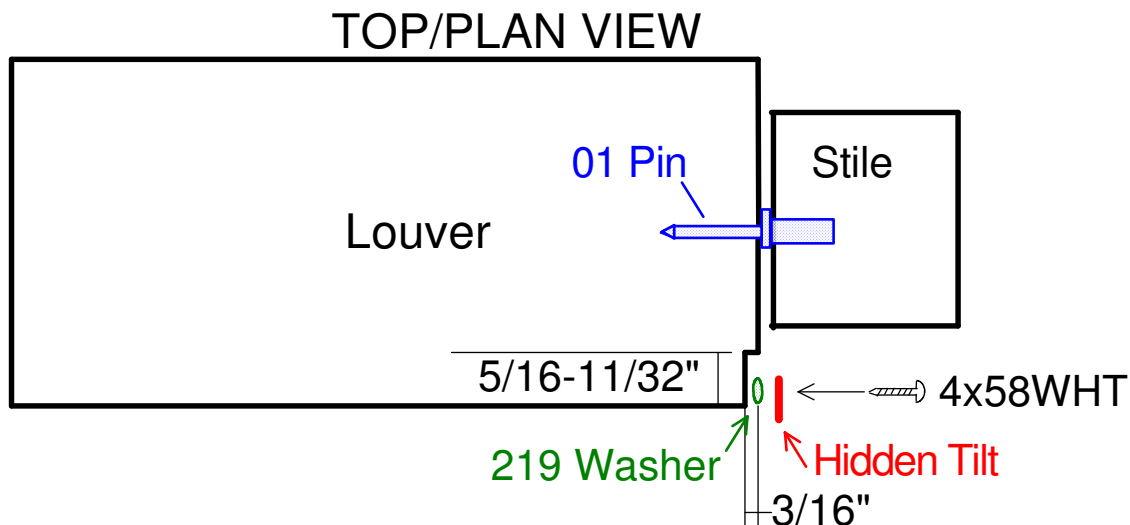 TOP/PLAN VIEW
01 Pin
Stile
Louver
5/16-11/32"
4x58WHT
219 Washer
Hidden Tilt
3/16"